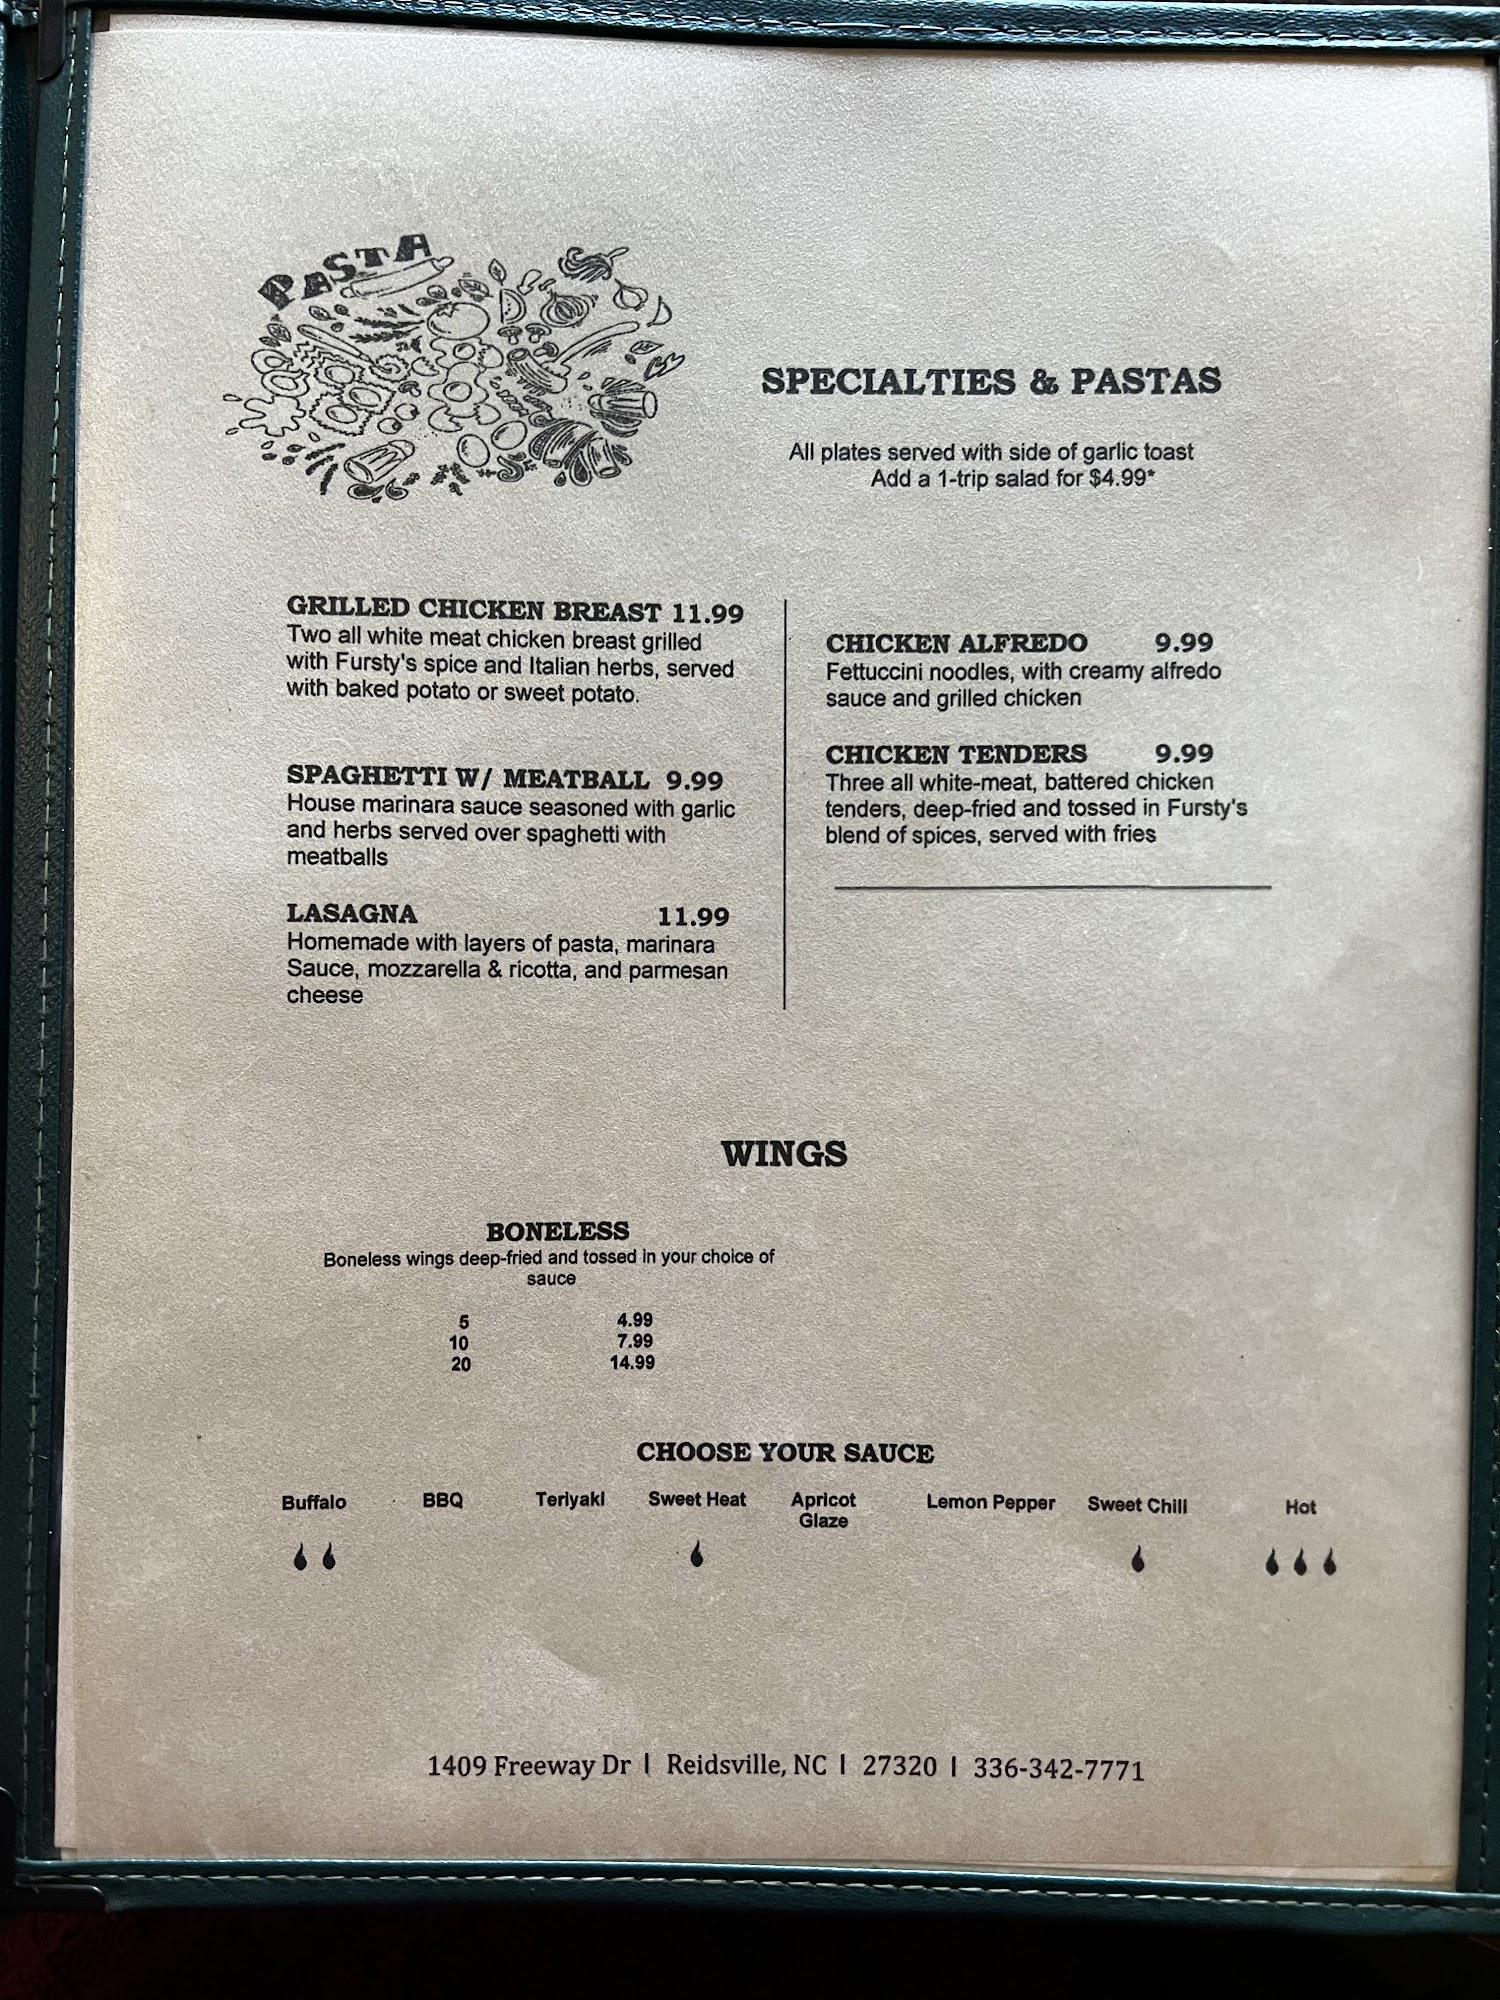 PASTA
SPECIALTIES & PASTAS
All plates served with side of garlic toast
Add a 1-trip salad for $4.99*
GRILLED CHICKEN BREAST 11.99
Two all white meat chicken breast grilled
with Fursty's spice and Italian herbs, served
with baked potato or sweet potato.
SPAGHETTI W/ MEATBALL 9.99
House marinara sauce seasoned with garlic
and herbs served over spaghetti with
meatballs
LASAGNA 11.99
Homemade with layers of pasta, marinara
Sauce, mozzarella & ricotta, and parmesan
cheese
CHICKEN ALFREDO 9.99
Fettuccini noodles, with creamy alfredo
sauce and grilled chicken
CHICKEN TENDERS 9.99
Three all white-meat, battered chicken
tenders, deep-fried and tossed in Fursty's
blend of spices, served with fries
WINGS
BONELESS
Boneless wings deep-fried and tossed in your choice of
sauce
5 4.99
10 7.99
20 14.99
CHOOSE YOUR SAUCE
Buffalo BBQ Teriyaki Sweet Heat Apricot Lemon Pepper Sweet Chili Hot
Glaze
1409 Freeway Dr | Reidsville, NC | 27320 | 336-342-7771